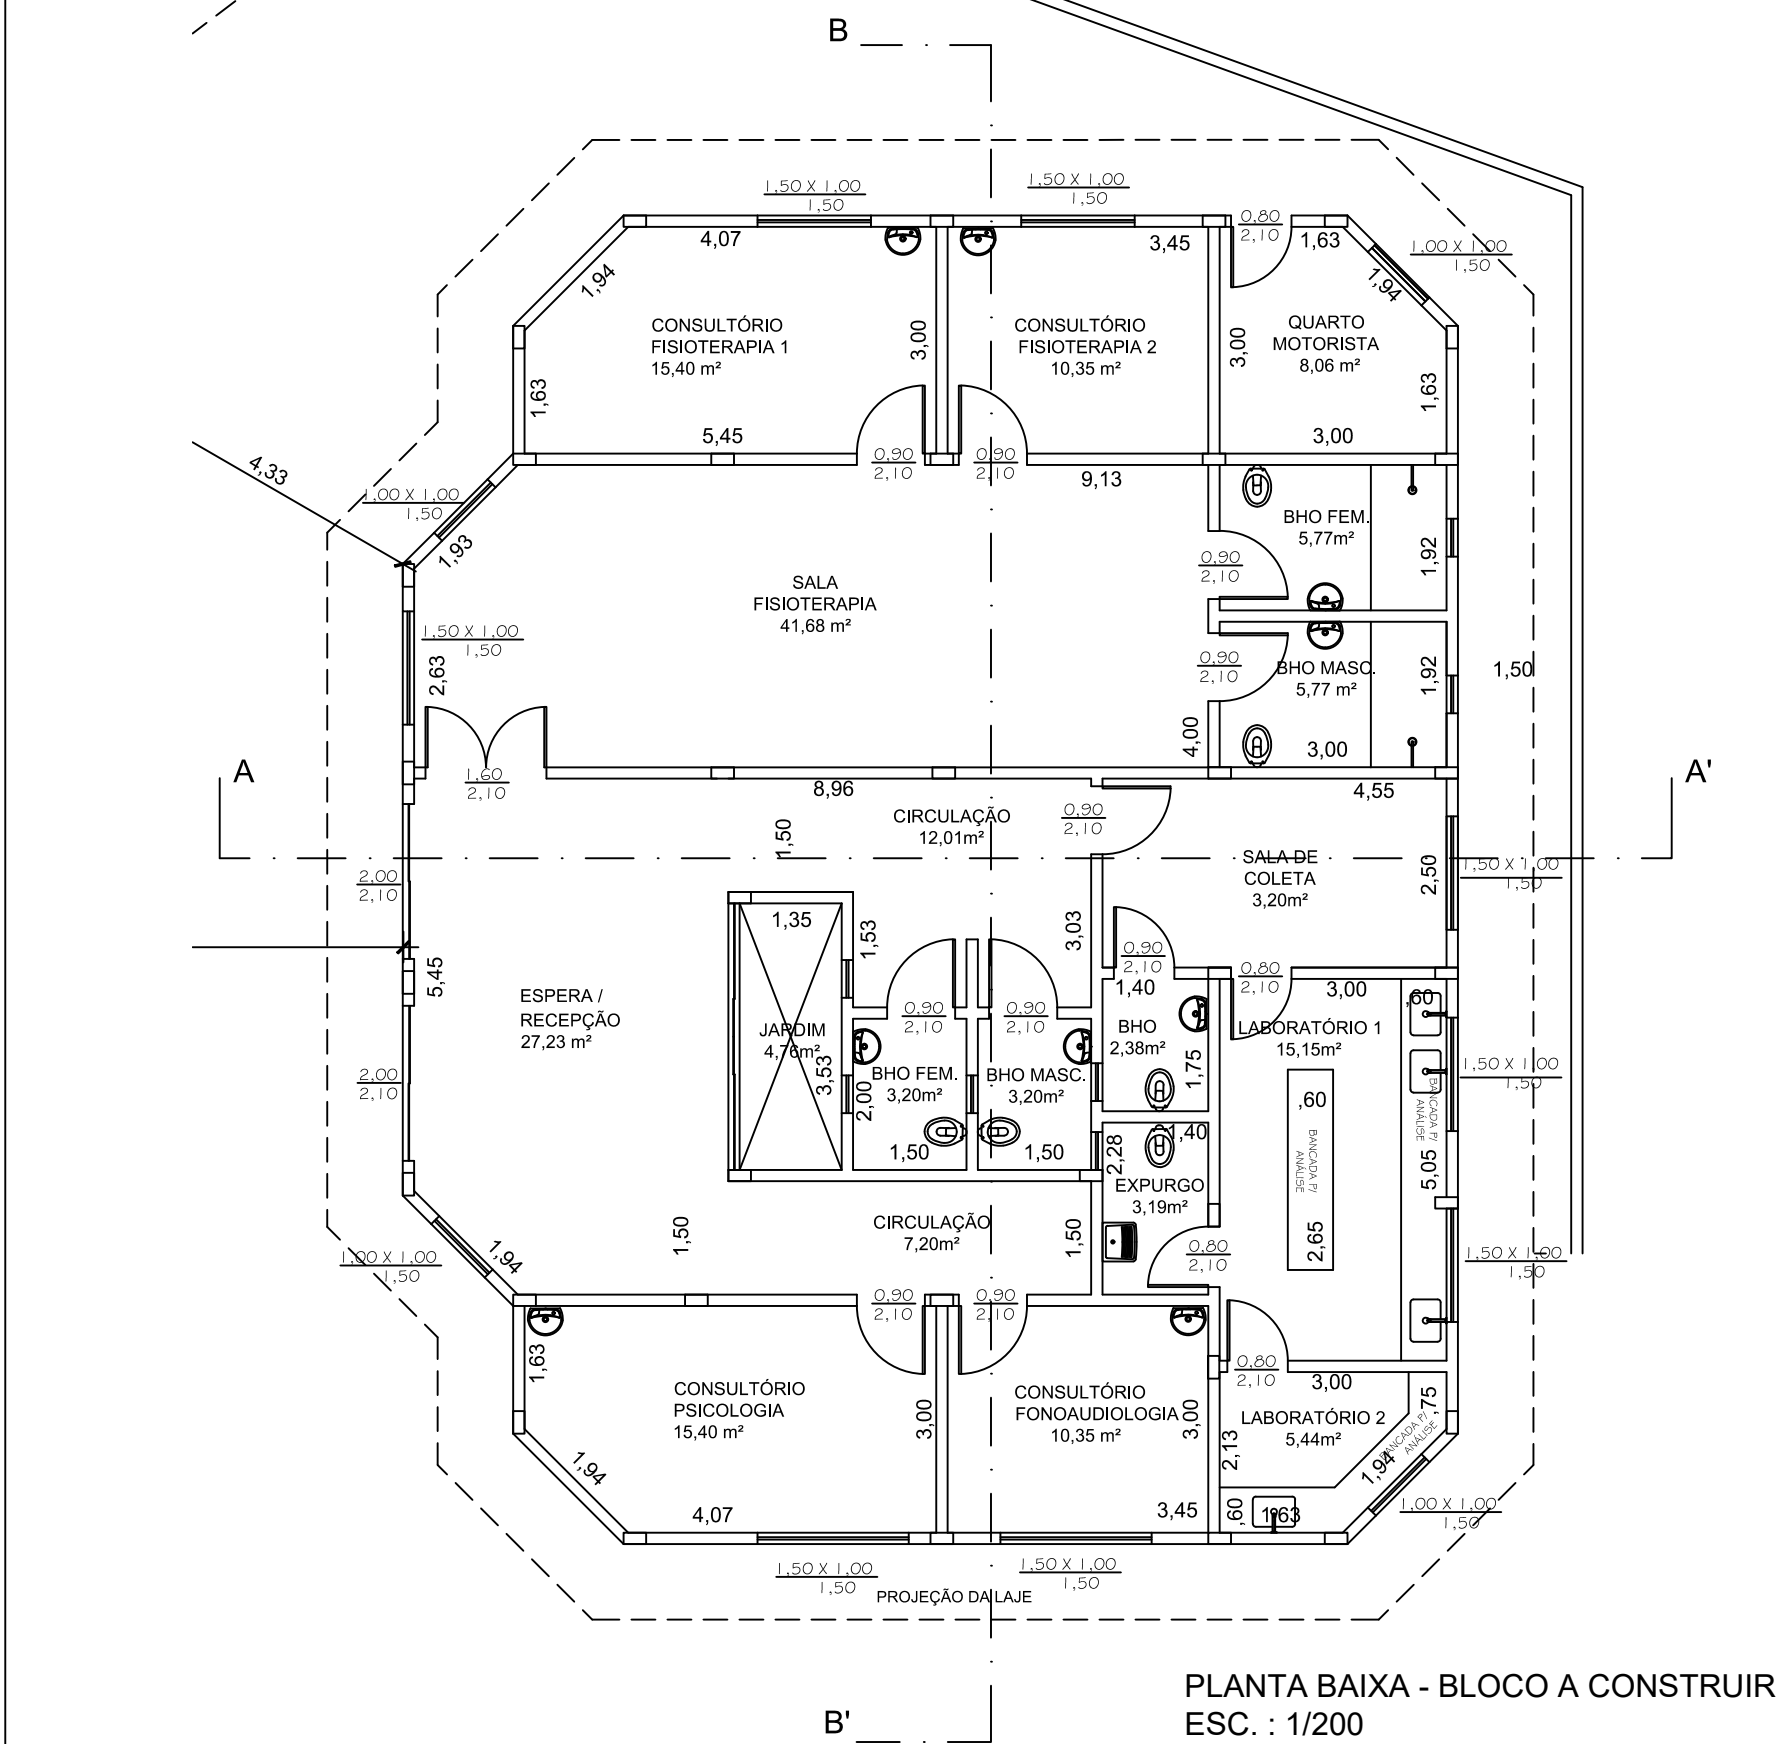 B
1,50 X 1,00
1,50
1,50 X 1,00
1,50
0,80
2,10
1,00 X 1,00
1,50
4,07
3,45
1,63
1,94
1,94
CONSULTÓRIO
FISIOTERAPIA 1
15,40 m²
3,00
CONSULTÓRIO
FISIOTERAPIA 2
10,35 m²
3,00
QUARTO
MOTORISTA
8,06 m²
1,63
1,63
5,45
3,00
0,90
2,10
0,90
2,10
4,33
9,13
1,00 X 1,00
1,50
1,93
BHO FEM.
5,77m²
1,92
0,90
2,10
SALA
FISIOTERAPIA
41,68 m²
1,50 X 1,00
1,50
2,63
0,90
2,10
BHO MASC.
5,77 m²
1,92
1,50
4,00
3,00
A
A'
1,60
2,10
8,96
4,55
CIRCULAÇÃO
12,01m²
1,50
0,90
2,10
SALA DE
COLETA
3,20m²
2,50
1,50 X 1,00
1,50
2,00
2,10
1,35
1,53
3,03
0,90
2,10
0,80
2,10
5,45
1,40
3,00
,60
ESPERA /
RECEPÇÃO
27,23 m²
0,90
2,10
0,90
2,10
JARDIM
4,76m²
3,53
BHO
2,38m²
1,75
LABORATÓRIO 1
15,15m²
2,00
2,10
BHO FEM.
3,20m²
2,00
1,50
BHO MASC.
3,20m²
1,50
1,50 X 1,00
1,50
,60
BANCADA P/
ANÁLISE
BANCADA P/
ANÁLISE
5,05
2,65
1,40
2,28
EXPURGO
3,19m²
0,80
2,10
CIRCULAÇÃO
7,20m²
1,50
1,50
1,50 X 1,00
1,50
1,00 X 1,00
1,50
1,94
0,90
2,10
0,90
2,10
1,63
0,80
2,10
3,00
,75
CONSULTÓRIO
PSICOLOGIA
15,40 m²
3,00
CONSULTÓRIO
FONOAUDIOLOGIA
10,35 m²
3,00
LABORATÓRIO 2
5,44m²
BANCADA P/
ANÁLISE
2,13
1,94
1,94
4,07
3,45
,60
1,63
1,00 X 1,00
1,50
1,50 X 1,00
1,50
1,50 X 1,00
1,50
PROJEÇÃO DA LAJE
PLANTA BAIXA - BLOCO A CONSTRUIR
ESC. : 1/200
B'